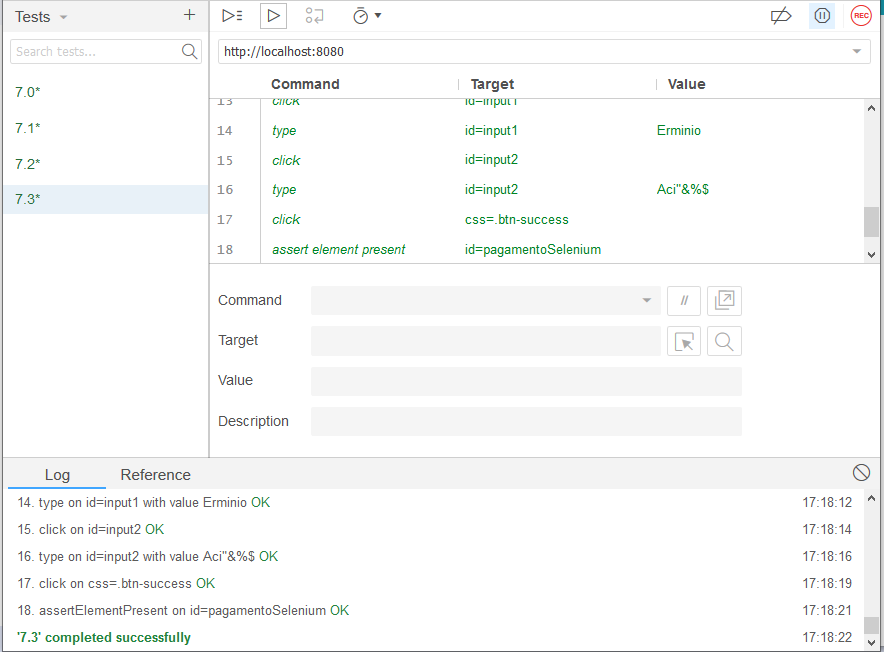 Tests
REC
Search tests...
http://localhost:8080
Command Target Value
7.0*
7.1*
7.2*
7.3*
13 click id=input1
14 type id=input1 Erminio
15 click id=input2
16 type id=input2 Aci"&%$
17 click css=.btn-success
18 assert element present id=pagamentoSelenium
Command //
Target
Value
Description
Log Reference
14. type on id=input1 with value Erminio OK 17:18:12
15. click on id=input2 OK 17:18:14
16. type on id=input2 with value Aci"&%$ OK 17:18:16
17. click on css=.btn-success OK 17:18:19
18. assertElementPresent on id=pagamentoSelenium OK 17:18:21
'7.3' completed successfully 17:18:22